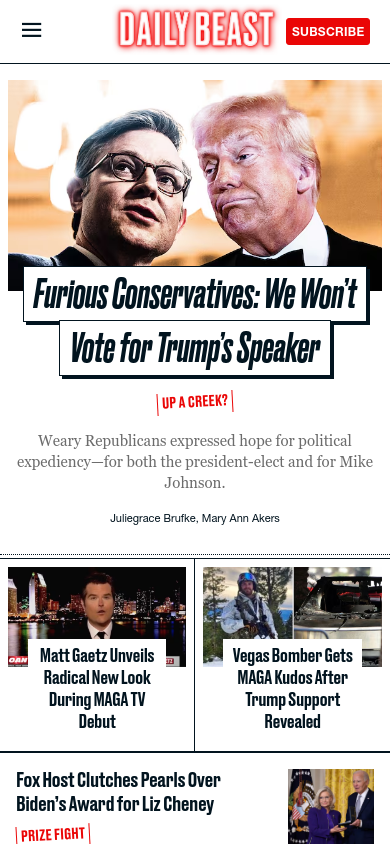 DAILY BEAST
SUBSCRIBE
Furious Conservatives: We Won't
Vote for Trump's Speaker
UP A CREEK?
Weary Republicans expressed hope for political
expediency—for both the president-elect and for Mike
Johnson.
Juliegrace Brufke, Mary Ann Akers
OAN
Matt Gaetz Unveils
Radical New Look
During MAGA TV
Debut
Vegas Bomber Gets
MAGA Kudos After
Trump Support
Revealed
Fox Host Clutches Pearls Over
Biden's Award for Liz Cheney
PRIZE FIGHT